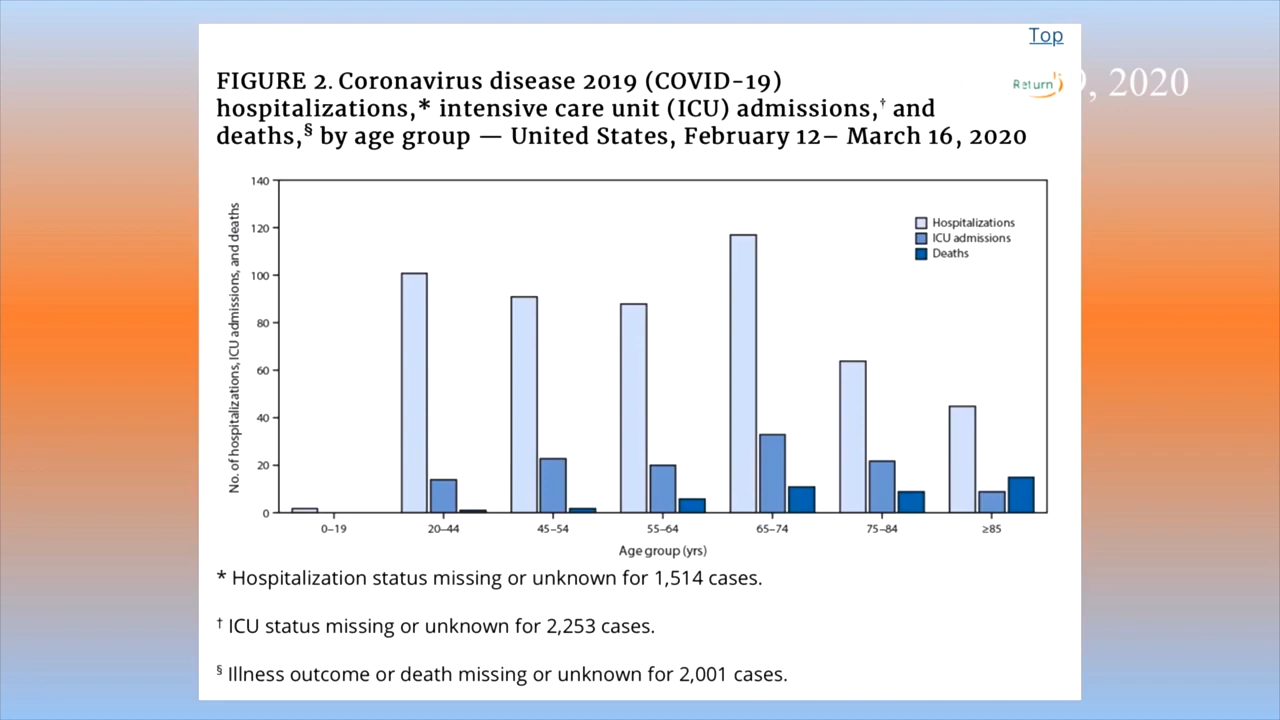 Top
FIGURE 2. Coronavirus disease 2019 (COVID-19)
hospitalizations,* intensive care unit (ICU) admissions,† and
deaths,§ by age group — United States, February 12– March 16, 2020
Return
9, 2020
No. of hospitalizations, ICU admissions, and deaths
140
120
100
80
60
40
20
0
Hospitalizations
ICU admissions
Deaths
0–19 20–44 45–54 55–64 65–74 75–84 ≥85
Age group (yrs)
* Hospitalization status missing or unknown for 1,514 cases.
† ICU status missing or unknown for 2,253 cases.
§ Illness outcome or death missing or unknown for 2,001 cases.